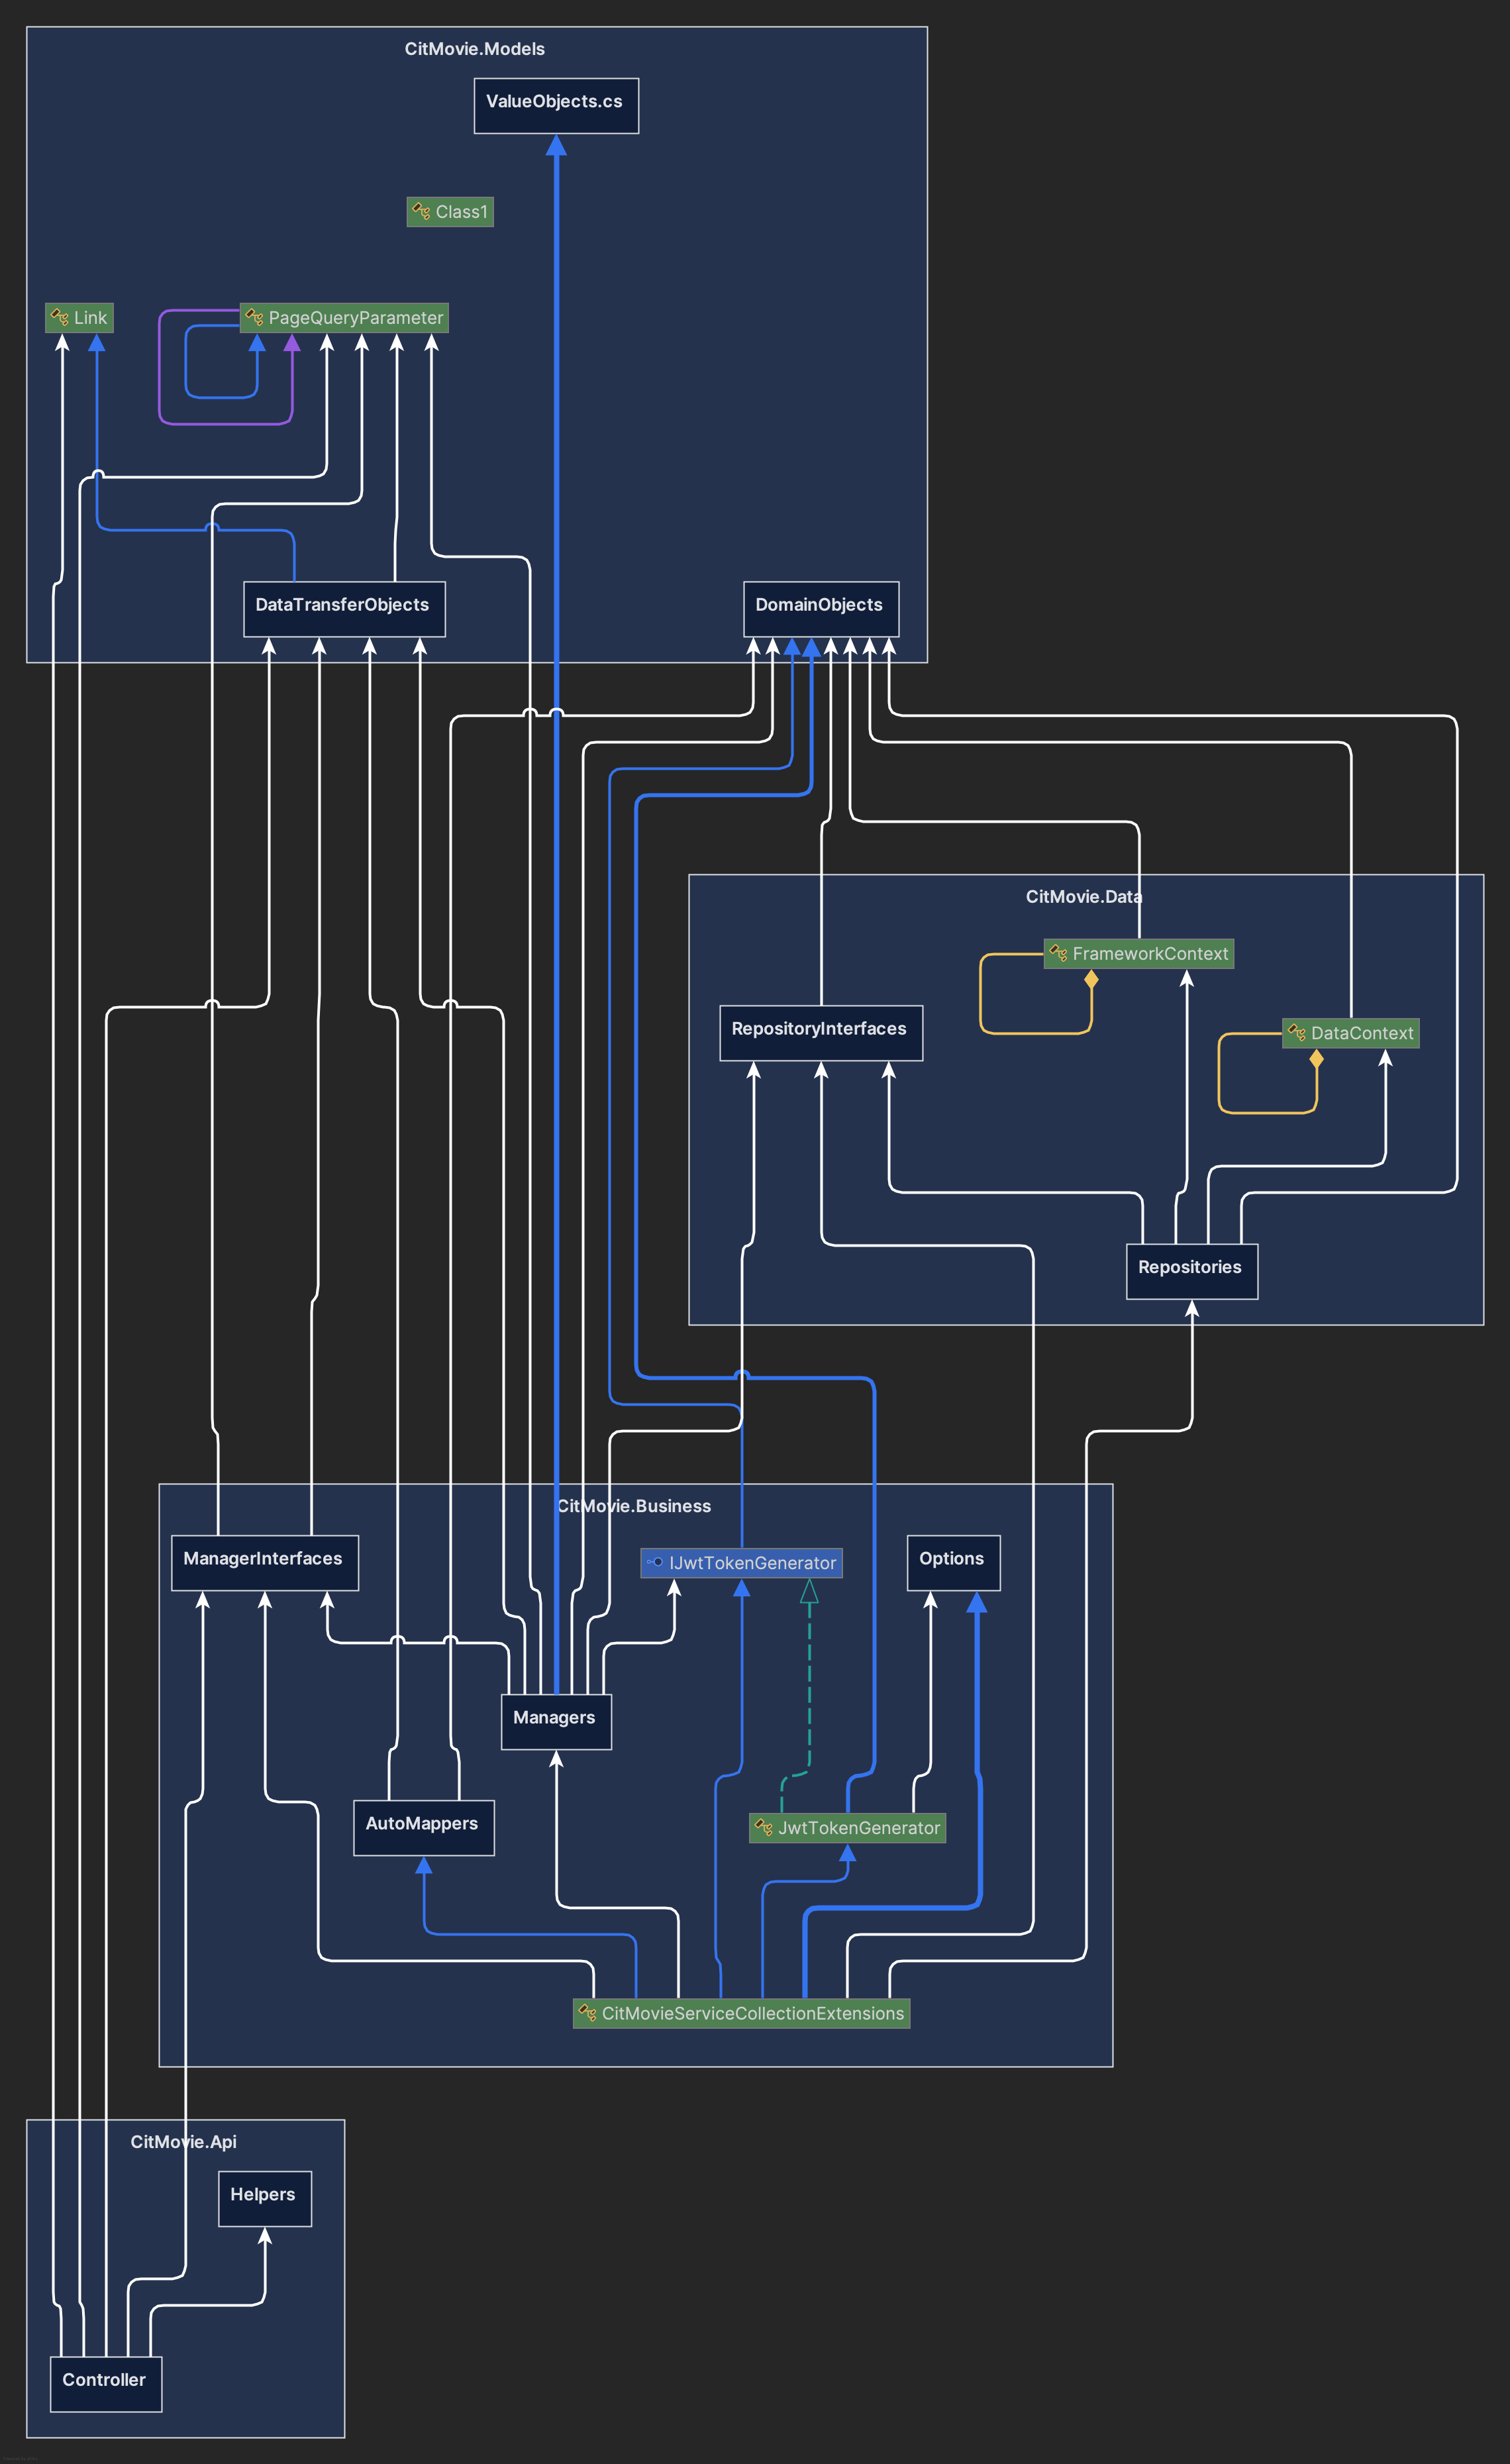 CitMovie.Models
ValueObjects.cs
Class1
Link
PageQueryParameter
DataTransferObjects
DomainObjects
CitMovie.Data
FrameworkContext
RepositoryInterfaces
DataContext
Repositories
CitMovie.Business
ManagerInterfaces
IJwtTokenGenerator
Options
Managers
AutoMappers
JwtTokenGenerator
CitMovieServiceCollectionExtensions
CitMovie.Api
Helpers
Controller